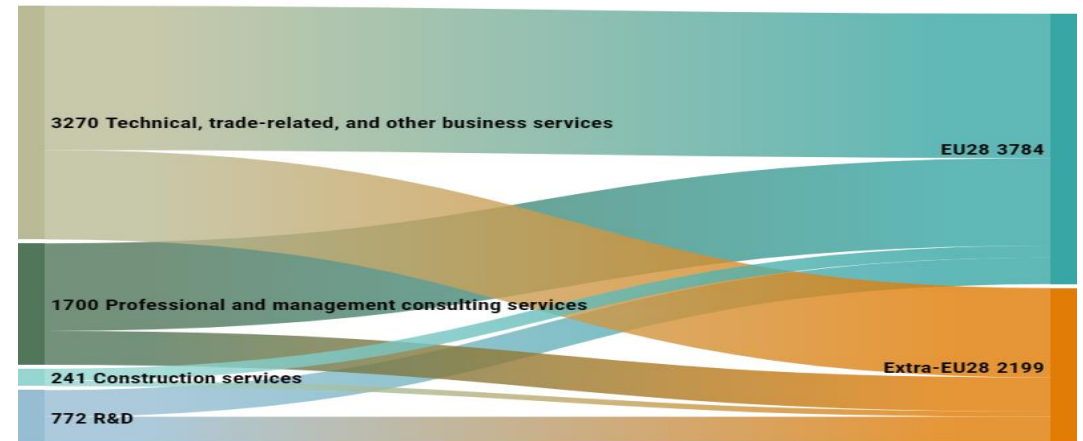 3270 Technical, trade-related, and other business services
EU28 3784
1700 Professional and management consulting services
Extra-EU28 2199
241 Construction services
772 R&D